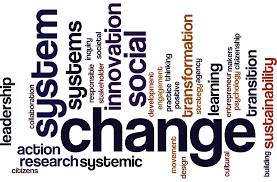 leadership
collaboration
system
systems
responsible
stakeholder
inquiry
societal
innovation
social
development
engagement
practice
thinking
positive
transformation
strategy
agency
learning
entrepreneur
makers
psychology
citizenship
transition
sustainability
building
change
action
research
systemic
citizens
movement
design
cultural